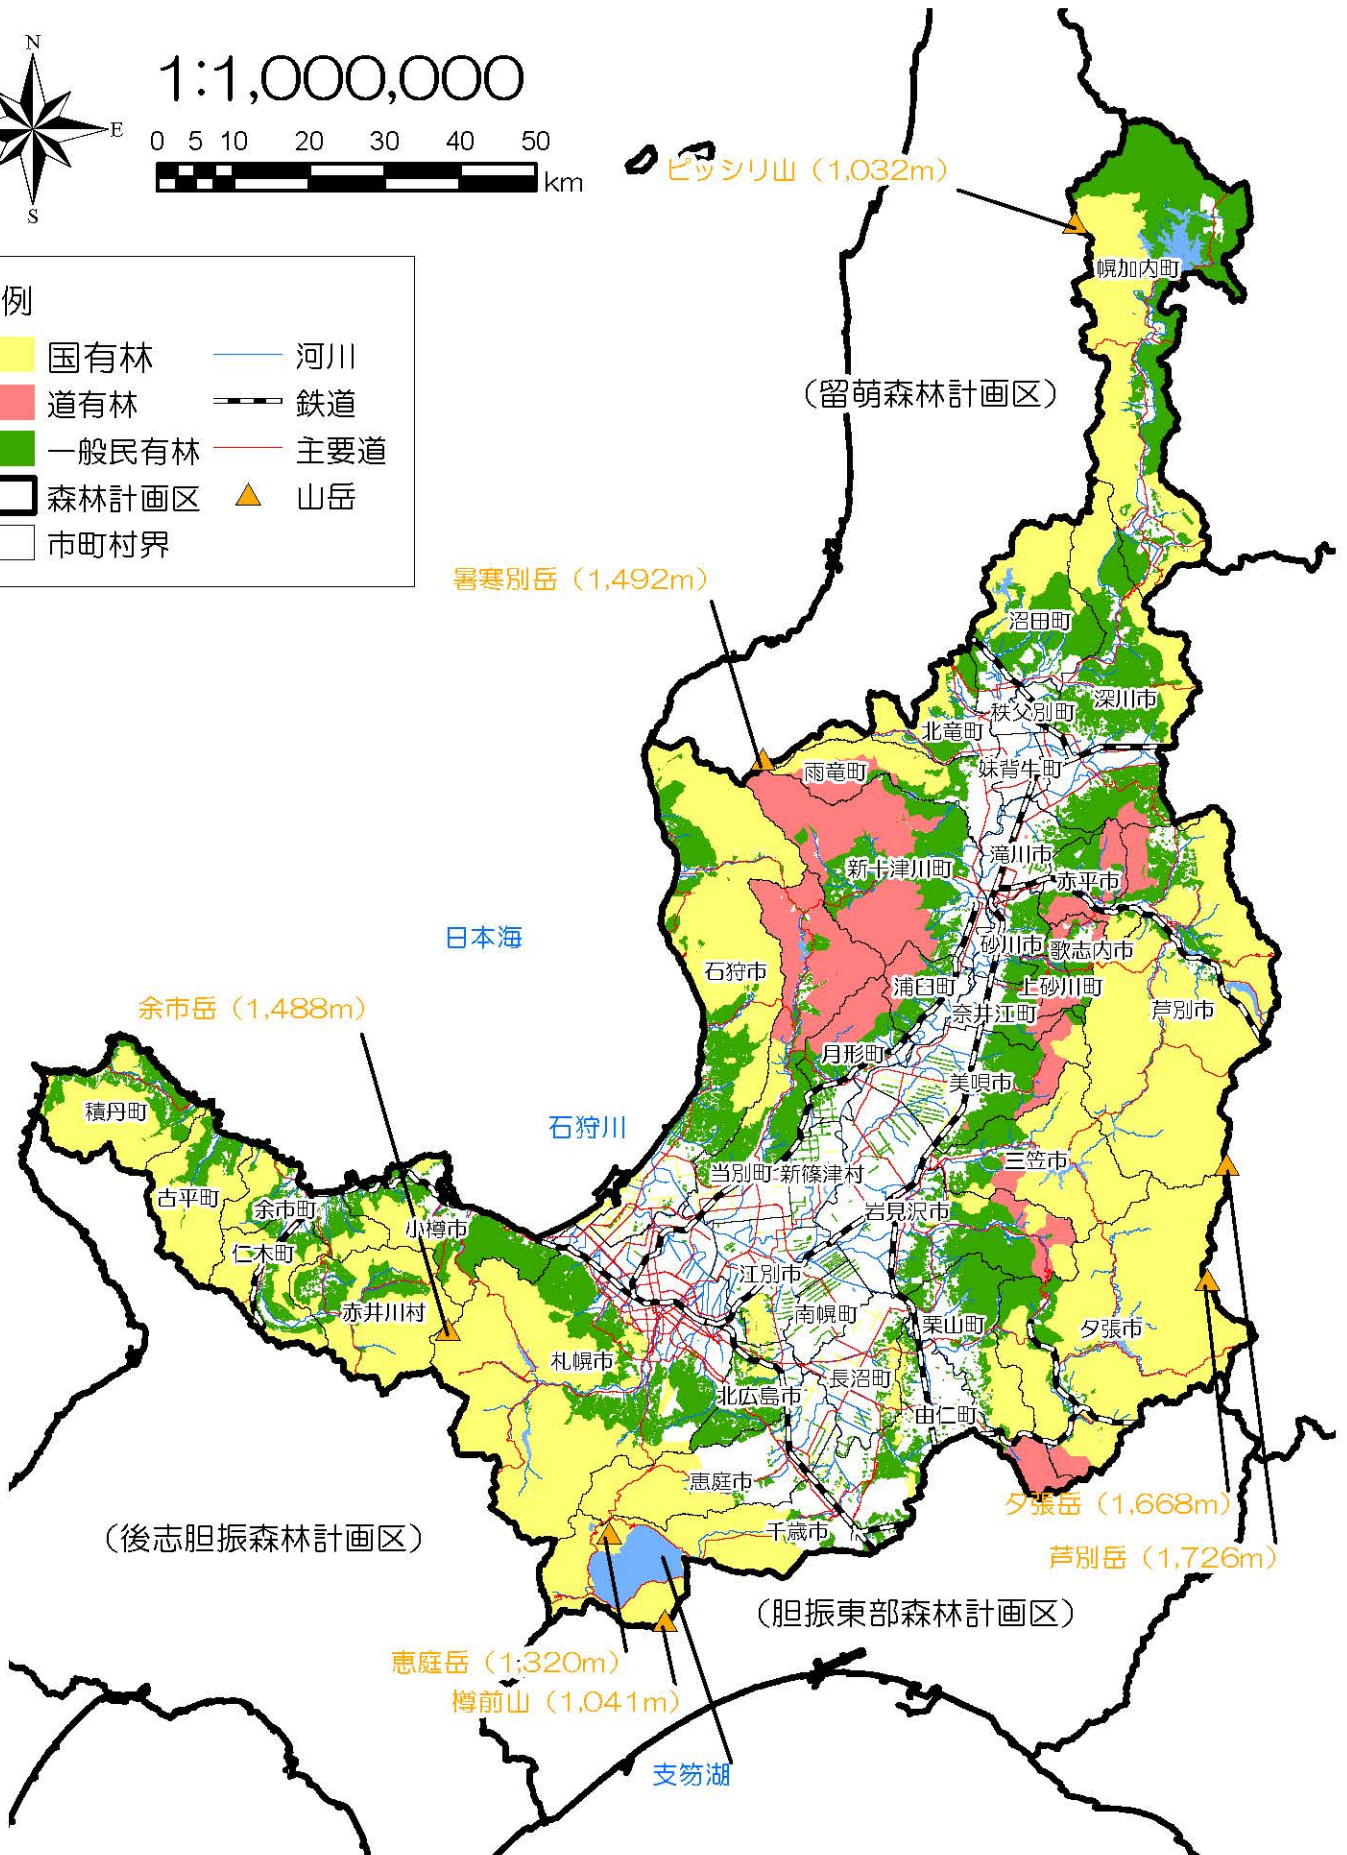 N
E
S
1:1,000,000
0 5 10 20 30 40 50
km
例
国有林
道有林
一般民有林
森林計画区
市町村界
河川
鉄道
主要道
山岳
ピッシリ山（1,032m）
幌加内町
（留萌森林計画区）
暑寒別岳（1,492m）
沼田町
深川市
秩父別町
北竜町
妹背牛町
雨竜町
滝川市
新十津川町
赤平市
日本海
砂川市
歌志内市
石狩市
浦臼町
上砂川町
奈井江町
芦別市
余市岳（1,488m）
月形町
美唄市
積丹町
石狩川
三笠市
当別町
新篠津村
古平町
余市町
小樽市
岩見沢市
仁木町
江別市
赤井川村
南幌町
栗山町
夕張市
札幌市
長沼町
北広島市
由仁町
恵庭市
夕張岳（1,668m）
千歳市
（後志胆振森林計画区）
芦別岳（1,726m）
（胆振東部森林計画区）
恵庭岳（1,320m）
樽前山（1,041m）
支笏湖